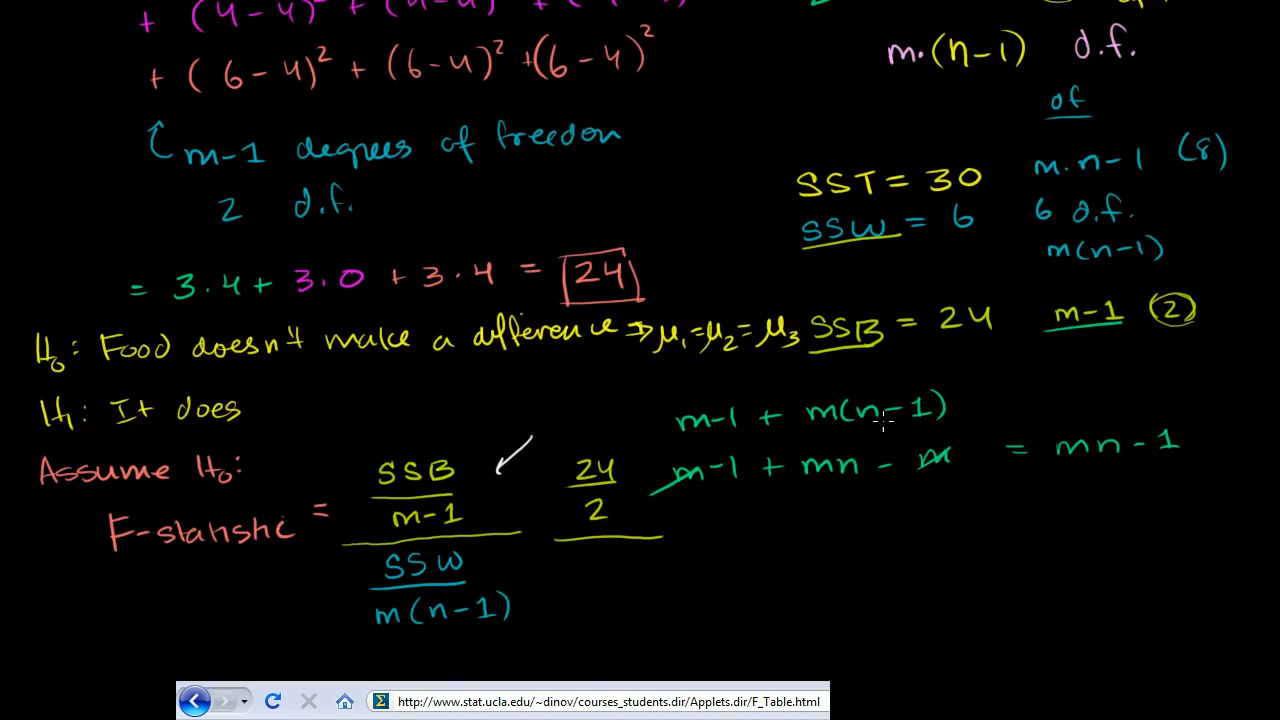 + (4-4)² +
+ (6-4)² + (6-4)² + (6-4)²
m-1 degrees of freedom
2 d.f.
= 3·4 + 3·0 + 3·4 = 24
m·(n-1) d.f.
of
SST = 30 m·n-1 (8)
SSW = 6 6 d.f.
m(n-1)
SSB = 24 m-1 2
H₀: Food doesn't make a difference ⇒ μ₁=μ₂=μ₃
H₁: It does
Assume H₀:
F-statistic = SSB / m-1
SSW / m(n-1)
24 / 2
m-1 + m(n-1)
m-1 + mn - m = mn-1
http://www.stat.ucla.edu/~dinov/courses_students.dir/Applets.dir/F_Table.html